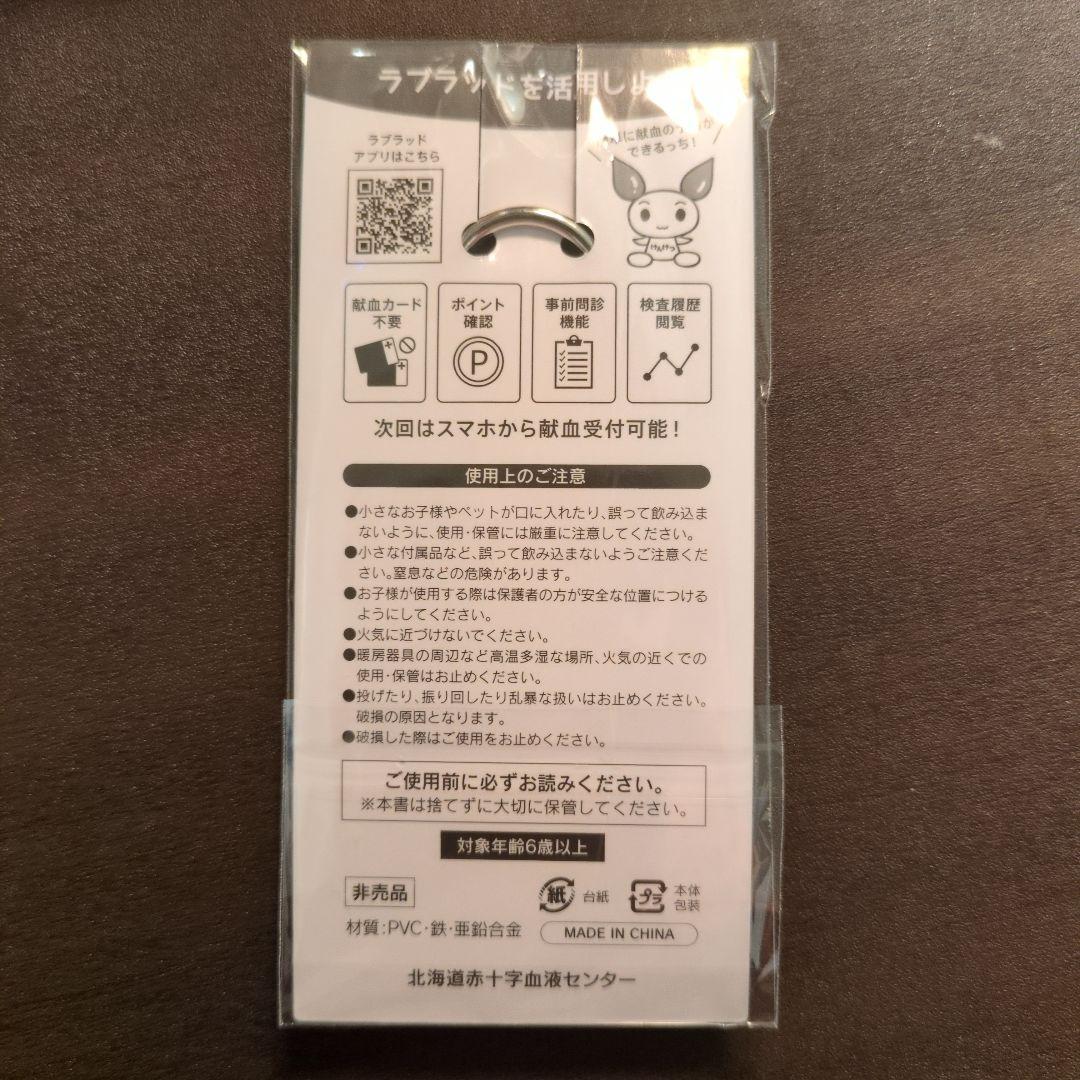 ラブラッドを活用しよ
ラブラッド
アプリはこちら
に献血の
できるっち!
けんけつ
献血カード
不要
ポイント
確認
P
事前問診
機能
検査履歴
閲覧
次回はスマホから献血受付可能!
使用上のご注意
●小さなお子様やペットが口に入れたり、誤って飲み込ま
ないように、使用・保管には厳重に注意してください。
●小さな付属品など、誤って飲み込まないようご注意くだ
さい。窒息などの危険があります。
●お子様が使用する際は保護者の方が安全な位置につける
ようにしてください。
●火気に近づけないでください。
●暖房器具の周辺など高温多湿な場所、火気の近くでの
使用・保管はお止めください。
●投げたり、振り回したり乱暴な扱いはお止めください。
破損の原因となります。
●破損した際はご使用をお止めください。
ご使用前に必ずお読みください。
※本書は捨てずに大切に保管してください。
対象年齢6歳以上
非売品
紙 台紙
プラ 本体
包装
材質:PVC・鉄・亜鉛合金
MADE IN CHINA
北海道赤十字血液センター